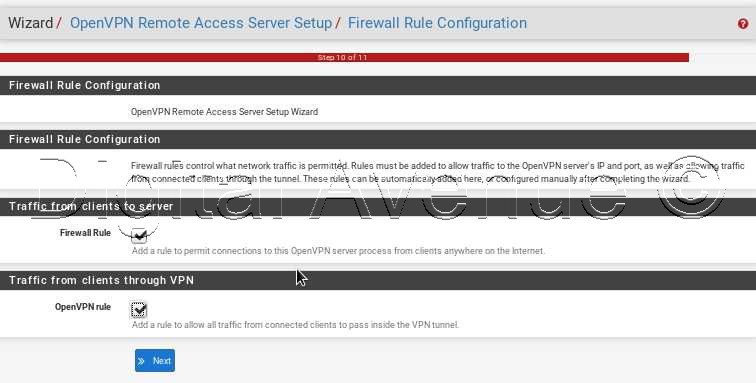 Wizard / OpenVPN Remote Access Server Setup / Firewall Rule Configuration
Step 10 of 11
Firewall Rule Configuration
OpenVPN Remote Access Server Setup Wizard
Firewall Rule Configuration
Firewall rules control what network traffic is permitted. Rules must be added to allow traffic to the OpenVPN server's IP and port, as well as allowing traffic
from connected clients through the tunnel. These rules can be automatically added here, or configured manually after completing the wizard.
Digital Avenue ©
Traffic from clients to server
Firewall Rule
Add a rule to permit connections to this OpenVPN server process from clients anywhere on the Internet.
Traffic from clients through VPN
OpenVPN rule
Add a rule to allow all traffic from connected clients to pass inside the VPN tunnel.
Next